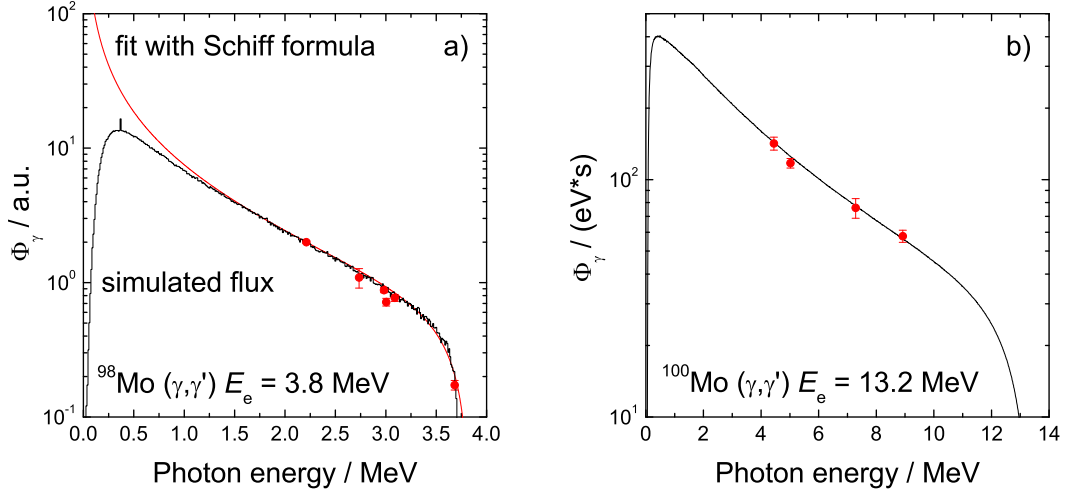 fit with Schiff formula
a)
simulated flux
⁹⁸Mo (γ,γ') Eₑ = 3.8 MeV
Φγ / a.u.
10²
10¹
10⁰
10⁻¹
0.0 0.5 1.0 1.5 2.0 2.5 3.0 3.5 4.0
Photon energy / MeV
b)
¹⁰⁰Mo (γ,γ') Eₑ = 13.2 MeV
Φγ / (eV*s)
10²
10¹
0 2 4 6 8 10 12 14
Photon energy / MeV